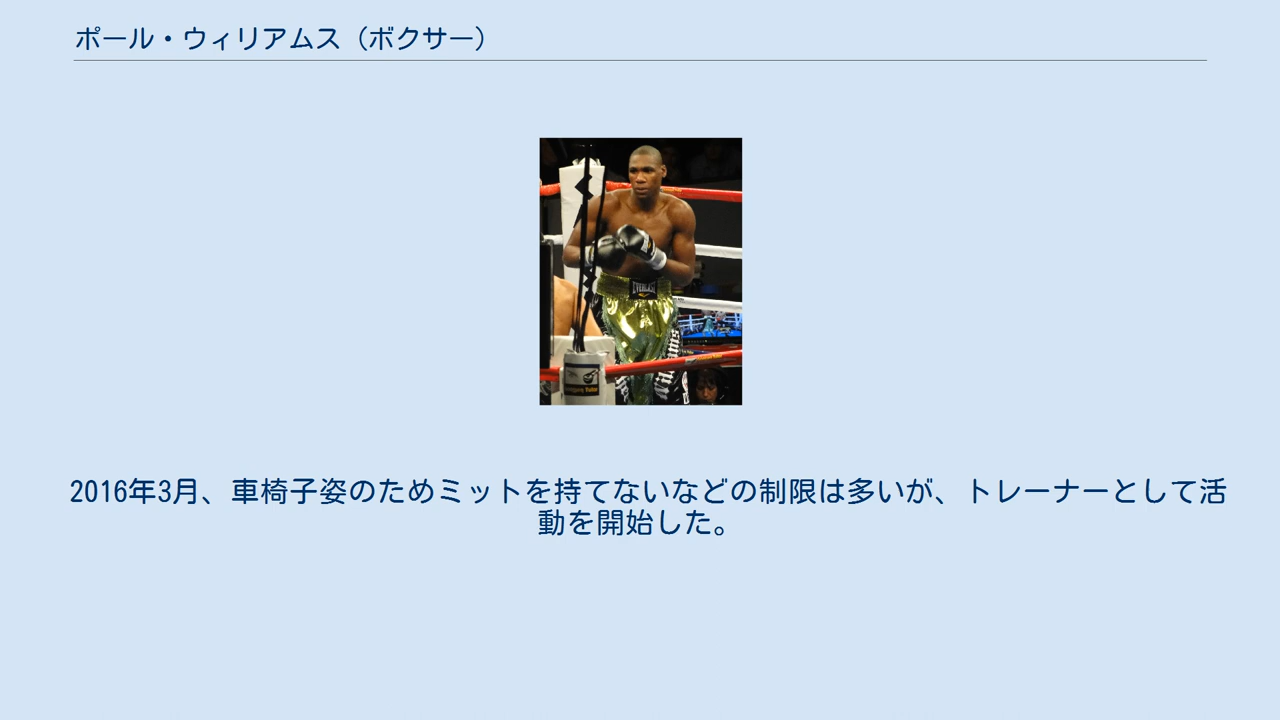 ポール・ウィリアムス（ボクサー）
EVERLAST
2016年3月、車椅子姿のためミットを持てないなどの制限は多いが、トレーナーとして活
動を開始した。